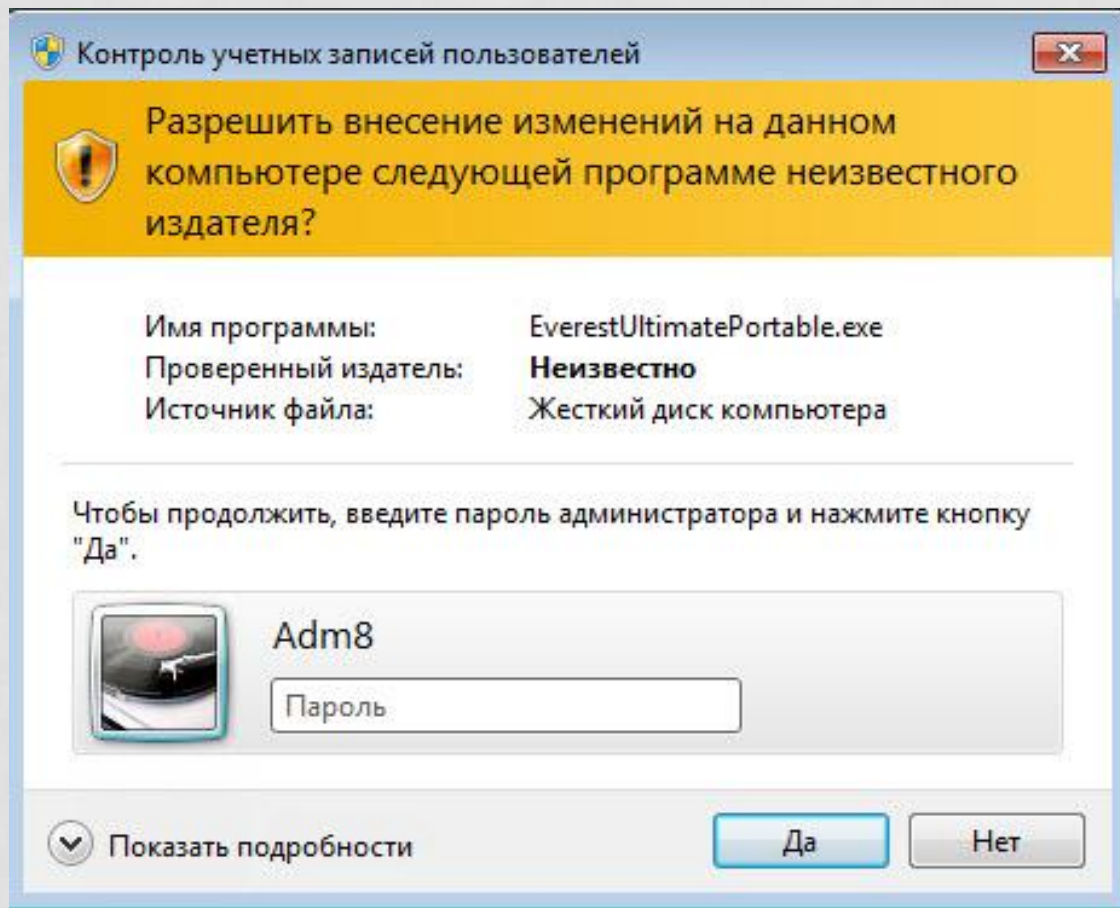 Контроль учетных записей пользователей
Разрешить внесение изменений на данном
компьютере следующей программе неизвестного
издателя?
Имя программы: EverestUltimatePortable.exe
Проверенный издатель: Неизвестно
Источник файла: Жесткий диск компьютера
Чтобы продолжить, введите пароль администратора и нажмите кнопку
"Да".
Adm8
Пароль
Показать подробности Да Нет